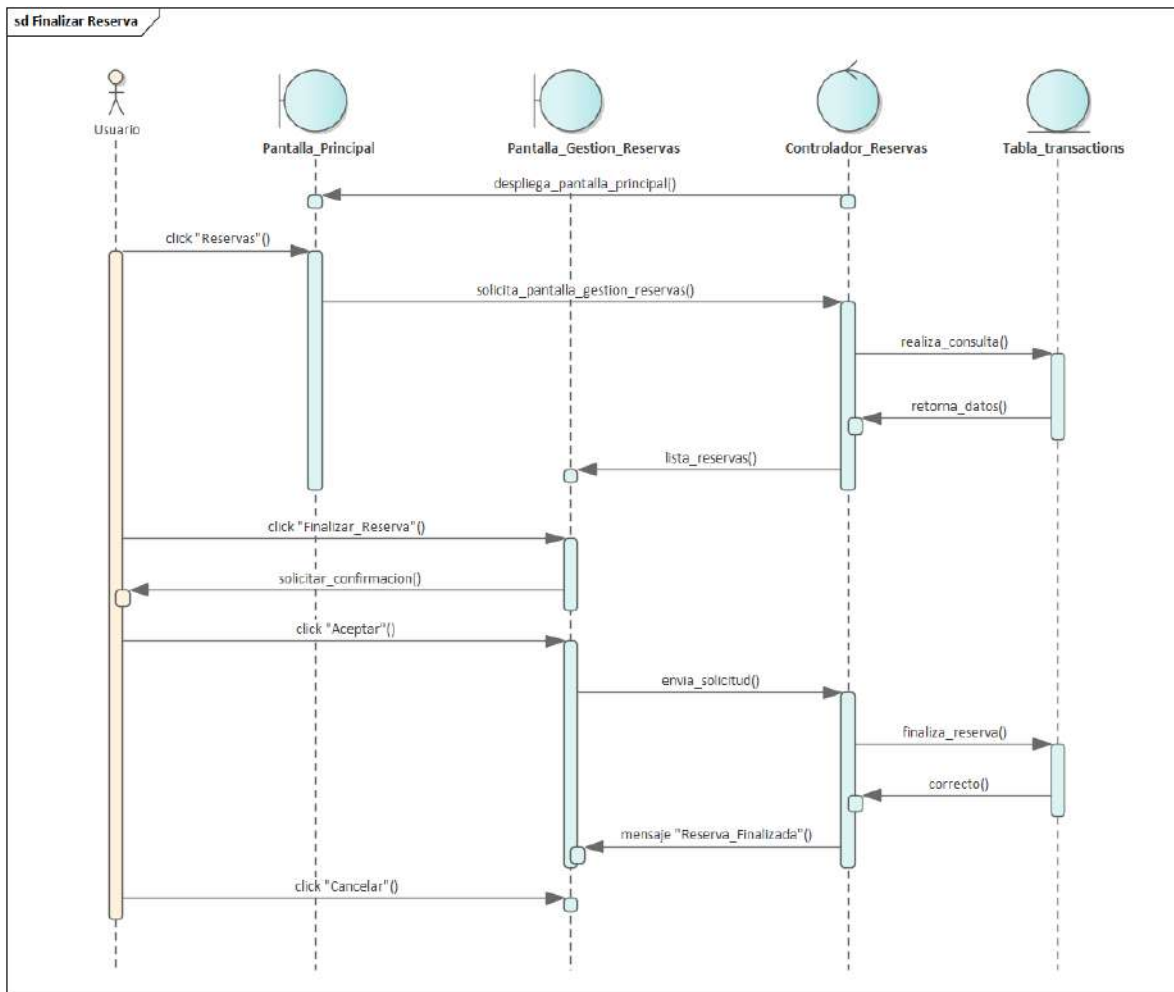 sd Finalizar Reserva
Usuario
Pantalla_Principal
Pantalla_Gestion_Reservas
Controlador_Reservas
Tabla_transactions
despliega_pantalla_principal()
click "Reservas"()
solicita_pantalla_gestion_reservas()
realiza_consulta()
retorna_datos()
lista_reservas()
click "Finalizar_Reserva"()
solicitar_confirmacion()
click "Aceptar"()
envia_solicitud()
finaliza_reserva()
correcto()
mensaje "Reserva_Finalizada"()
click "Cancelar"()